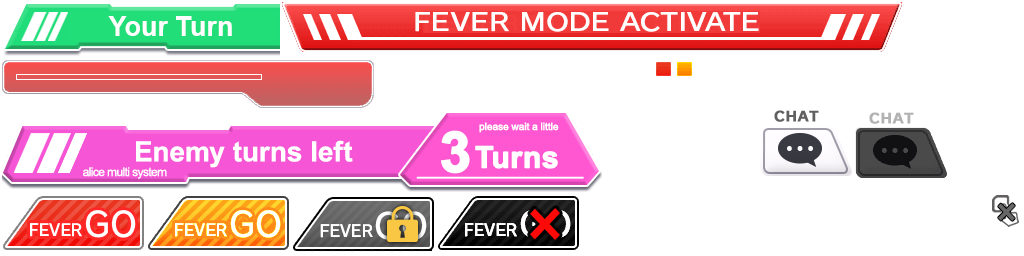 Your Turn
FEVER MODE ACTIVATE
CHAT
CHAT
please wait a little
Enemy turns left
3 Turns
alice multi system
FEVER GO
FEVER GO
FEVER
FEVER